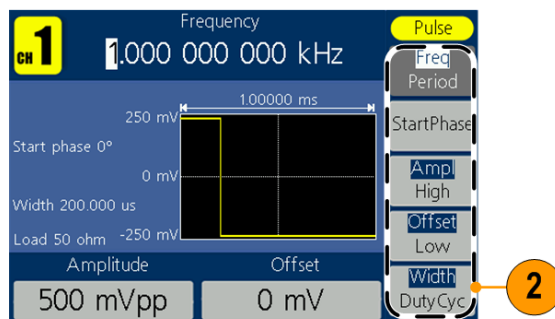 CH 1
Frequency
1.000 000 000 kHz
Pulse
Freq
Period
StartPhase
Ampl
High
Offset
Low
Width
DutyCyc
2
1.00000 ms
250 mV
Start phase 0°
0 mV
Width 200.000 us
Load 50 ohm
-250 mV
Amplitude
Offset
500 mVpp
0 mV